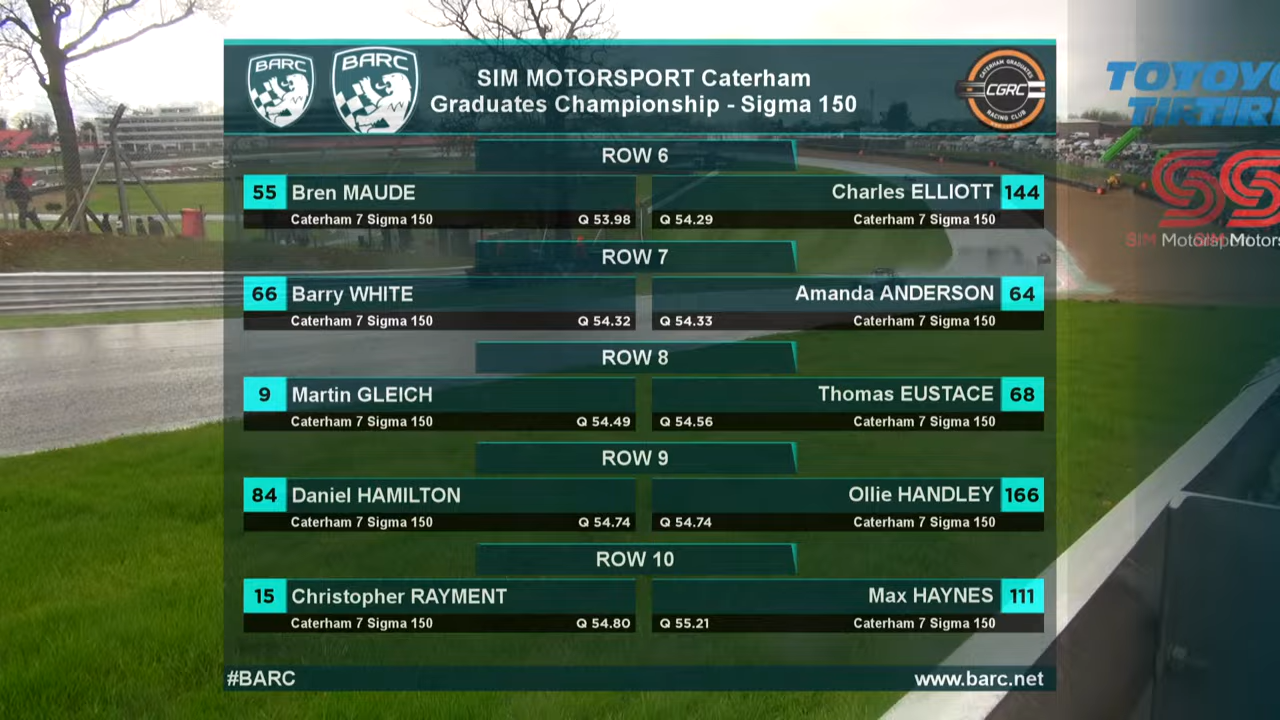 BARC
BARC
SIM MOTORSPORT Caterham
Graduates Championship - Sigma 150
CATERHAM GRADUATES
CGRC
RACING CLUB
ROW 6
55 Bren MAUDE
Charles ELLIOTT 144
Caterham 7 Sigma 150 Q 53.98
Q 54.29 Caterham 7 Sigma 150
ROW 7
66 Barry WHITE
Amanda ANDERSON 64
Caterham 7 Sigma 150 Q 54.32
Q 54.33 Caterham 7 Sigma 150
ROW 8
9 Martin GLEICH
Thomas EUSTACE 68
Caterham 7 Sigma 150 Q 54.49
Q 54.56 Caterham 7 Sigma 150
ROW 9
84 Daniel HAMILTON
Ollie HANDLEY 166
Caterham 7 Sigma 150 Q 54.74
Q 54.74 Caterham 7 Sigma 150
ROW 10
15 Christopher RAYMENT
Max HAYNES 111
Caterham 7 Sigma 150 Q 54.80
Q 55.21 Caterham 7 Sigma 150
#BARC
www.barc.net